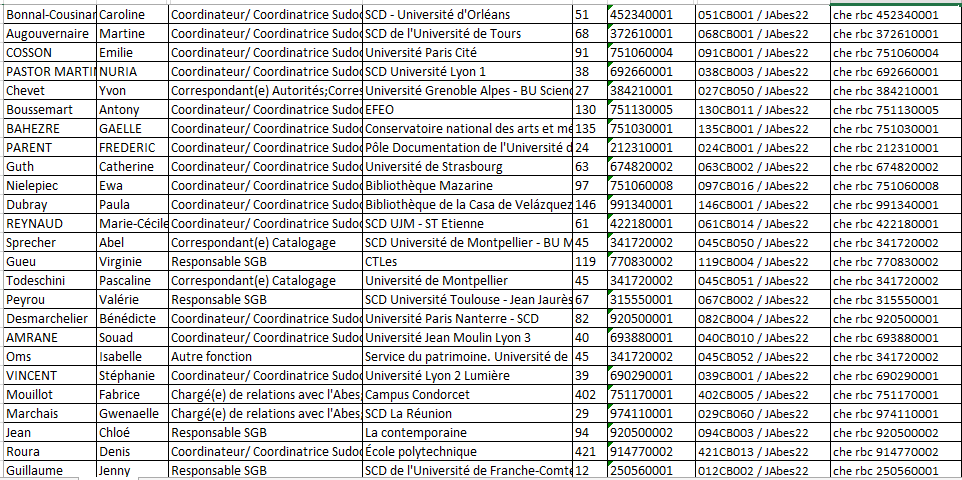 Bonnal-Cousinar Caroline Coordinateur/ Coordinatrice Sudoc SCD - Université d'Orléans 51 452340001 051CB001 / JAbes22 che rbc 452340001
Augouvernaire Martine Coordinateur/ Coordinatrice Sudoc SCD de l'Université de Tours 68 372610001 068CB001 / JAbes22 che rbc 372610001
COSSON Emilie Coordinateur/ Coordinatrice Sudoc Université Paris Cité 91 751060004 091CB001 / JAbes22 che rbc 751060004
PASTOR MARTIN NURIA Coordinateur/ Coordinatrice Sudoc SCD Université Lyon 1 38 692660001 038CB003 / JAbes22 che rbc 692660001
Chevet Yvon Correspondant(e) Autorités;Corres Université Grenoble Alpes - BU Scien 27 384210001 027CB050 / JAbes22 che rbc 384210001
Boussemart Antony Coordinateur/ Coordinatrice Sudoc EFEO 130 751130005 130CB011 / JAbes22 che rbc 751130005
BAHEZRE GAELLE Coordinateur/ Coordinatrice Sudoc Conservatoire national des arts et mé 135 751030001 135CB001 / JAbes22 che rbc 751030001
PARENT FREDERIC Coordinateur/ Coordinatrice Sudoc Pôle Documentation de l'Université d 24 212310001 024CB001 / JAbes22 che rbc 212310001
Guth Catherine Coordinateur/ Coordinatrice Sudoc Université de Strasbourg 63 674820002 063CB002 / JAbes22 che rbc 674820002
Nielepiec Ewa Coordinateur/ Coordinatrice Sudoc Bibliothèque Mazarine 97 751060008 097CB016 / JAbes22 che rbc 751060008
Dubray Paula Coordinateur/ Coordinatrice Sudoc Bibliothèque de la Casa de Velázquez 146 991340001 146CB001 / JAbes22 che rbc 991340001
REYNAUD Marie-Cécile Coordinateur/ Coordinatrice Sudoc SCD UJM - ST Etienne 61 422180001 061CB014 / JAbes22 che rbc 422180001
Sprecher Abel Correspondant(e) Catalogage SCD Université de Montpellier - BU M 45 341720002 045CB050 / JAbes22 che rbc 341720002
Gueu Virginie Responsable SGB CTLes 119 770830002 119CB004 / JAbes22 che rbc 770830002
Todeschini Pascaline Correspondant(e) Catalogage Université de Montpellier 45 341720002 045CB051 / JAbes22 che rbc 341720002
Peyrou Valérie Responsable SGB SCD Université Toulouse - Jean Jaurès 67 315550001 067CB002 / JAbes22 che rbc 315550001
Desmarchelier Bénédicte Coordinateur/ Coordinatrice Sudoc Université Paris Nanterre - SCD 82 920500001 082CB004 / JAbes22 che rbc 920500001
AMRANE Souad Coordinateur/ Coordinatrice Sudoc Université Jean Moulin Lyon 3 40 693880001 040CB010 / JAbes22 che rbc 693880001
Oms Isabelle Autre fonction Service du patrimoine. Université de 45 341720002 045CB052 / JAbes22 che rbc 341720002
VINCENT Stéphanie Coordinateur/ Coordinatrice Sudoc Université Lyon 2 Lumière 39 690290001 039CB001 / JAbes22 che rbc 690290001
Mouillot Fabrice Chargé(e) de relations avec l'Abes; Campus Condorcet 402 751170001 402CB005 / JAbes22 che rbc 751170001
Marchais Gwenaelle Chargé(e) de relations avec l'Abes; SCD La Réunion 29 974110001 029CB060 / JAbes22 che rbc 974110001
Jean Chloé Responsable SGB La contemporaine 94 920500002 094CB003 / JAbes22 che rbc 920500002
Roura Denis Coordinateur/ Coordinatrice Sudoc École polytechnique 421 914770002 421CB013 / JAbes22 che rbc 914770002
Guillaume Jenny Responsable SGB SCD de l'Université de Franche-Comté 12 250560001 012CB002 / JAbes22 che rbc 250560001